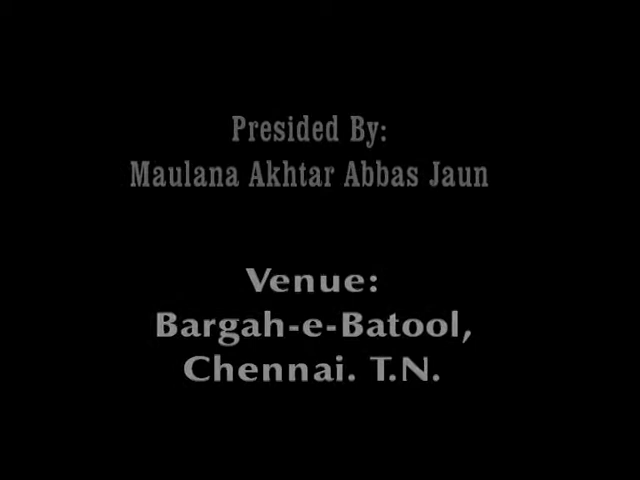 Presided By:
Maulana Akhtar Abbas Jaun
Venue:
Bargah-e-Batool,
Chennai. T.N.